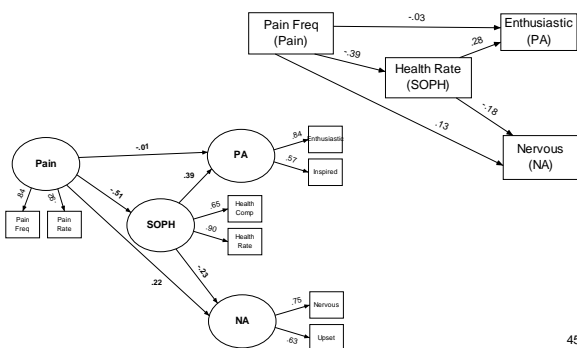 Pain Freq
(Pain)
-.03
Enthusiastic
(PA)
-.39
.28
Health Rate
(SOPH)
-.18
.13
Nervous
(NA)
Pain
-.01
PA
.84
Enthusiastic
.57
Inspired
.84
.92
Pain
Freq
Pain
Rate
-.51
.39
SOPH
.65
Health
Comp
.90
Health
Rate
.22
-.23
NA
.75
Nervous
.63
Upset
45